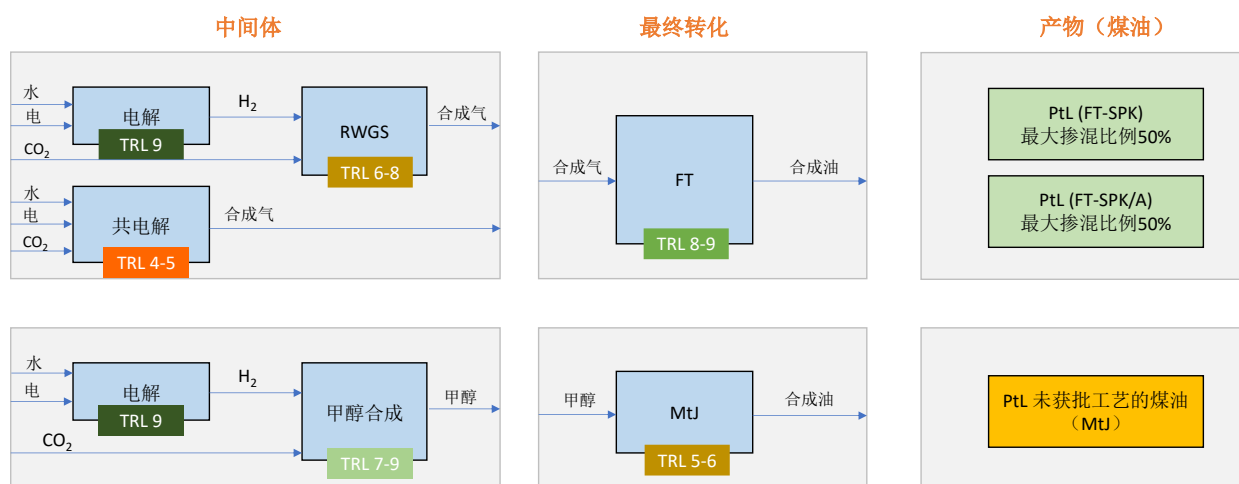 中间体
最终转化
产物（煤油）
水
电
CO₂
电解
TRL 9
H₂
RWGS
TRL 6-8
合成气
水
电
CO₂
共电解
TRL 4-5
合成气
合成气
FT
TRL 8-9
合成油
PtL (FT-SPK)
最大掺混比例50%
PtL (FT-SPK/A)
最大掺混比例50%
水
电
电解
TRL 9
H₂
CO₂
甲醇合成
TRL 7-9
甲醇
甲醇
MtJ
TRL 5-6
合成油
PtL 未获批工艺的煤油
（MtJ）